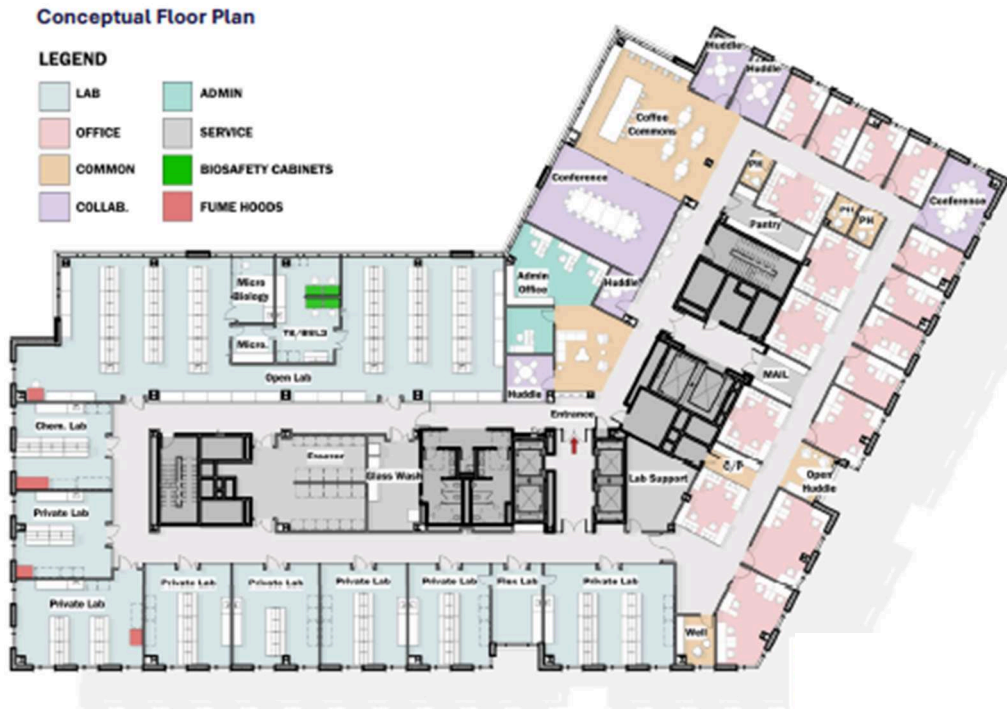 Conceptual Floor Plan
LEGEND
LAB
ADMIN
OFFICE
SERVICE
COMMON
BIOSAFETY CABINETS
COLLAB.
FUME HOODS
Huddle
Huddle
Coffee
Commons
PH
Conference
Conference
PH
PH
Pantry
Micro
Biology
Admin
Office
Huddle
Micro.
Open Lab
MAIL
Huddle
Entrance
Chem. Lab
Freezer
Glass Wash
Lab Support
C/P
Open
Huddle
Private Lab
Private Lab
Private Lab
Private Lab
Private Lab
Private Lab
Flex Lab
Private Lab
Well